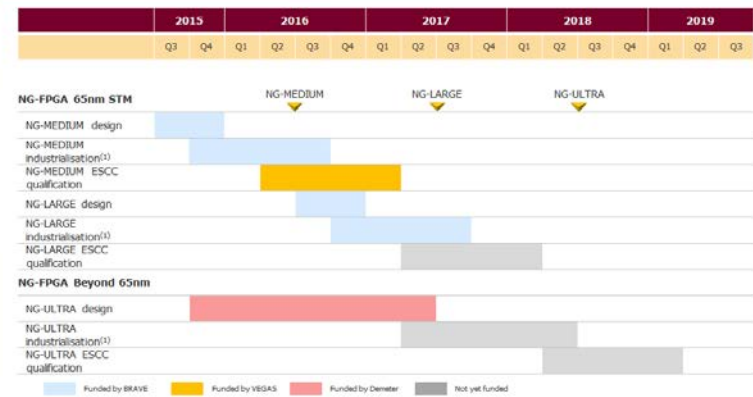 2015 2016 2017 2018 2019
Q3 Q4 Q1 Q2 Q3 Q4 Q1 Q2 Q3 Q4 Q1 Q2 Q3 Q4 Q1 Q2 Q3
NG-FPGA 65nm STM NG-MEDIUM NG-LARGE NG-ULTRA
NG-MEDIUM design
NG-MEDIUM
industrialisation(1)
NG-MEDIUM ESCC
qualification
NG-LARGE design
NG-LARGE
industrialisation(1)
NG-LARGE ESCC
qualification
NG-FPGA Beyond 65nm
NG-ULTRA design
NG-ULTRA
industrialisation(1)
NG-ULTRA ESCC
qualification
Funded by BRAVE Funded by VEGAS Funded by Demeter Not yet funded